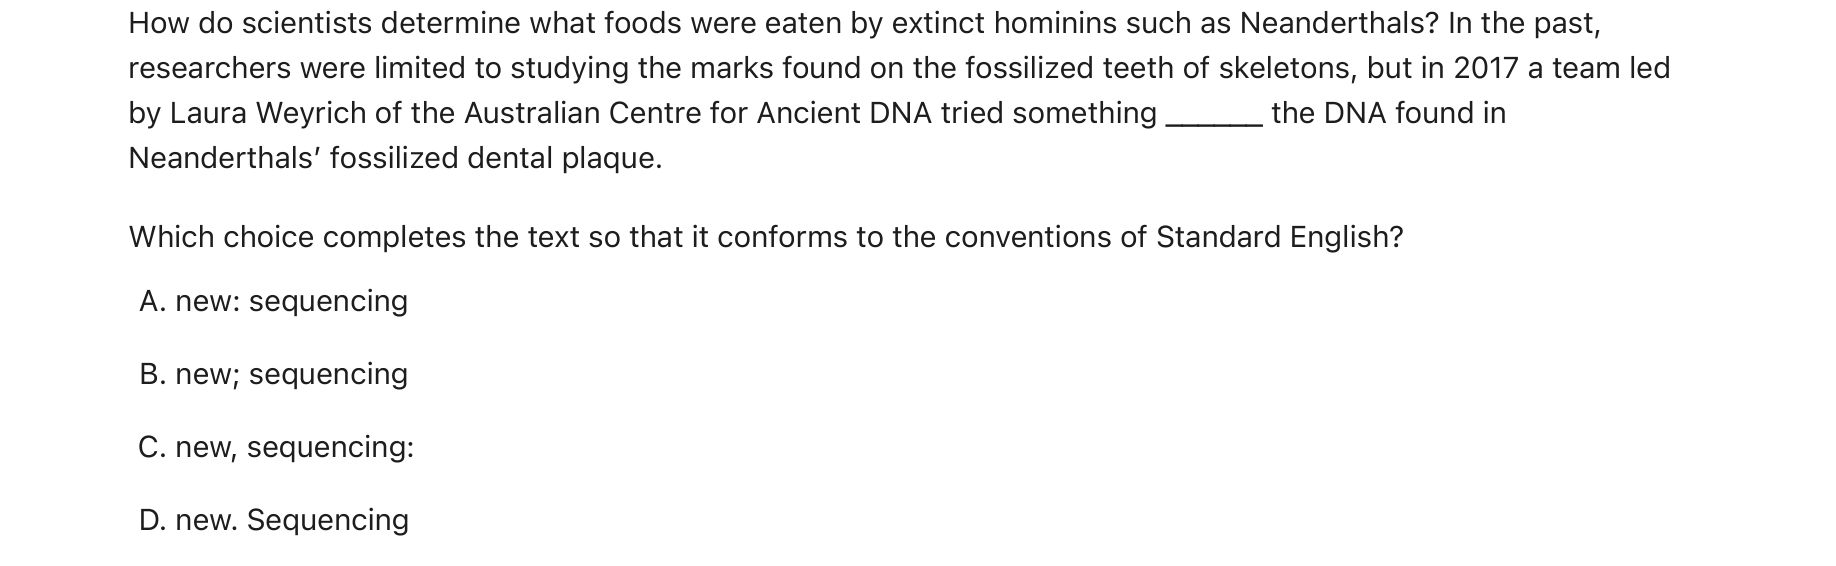 How do scientists determine what foods were eaten by extinct hominins such as Neanderthals? In the past,
researchers were limited to studying the marks found on the fossilized teeth of skeletons, but in 2017 a team led
by Laura Weyrich of the Australian Centre for Ancient DNA tried something ______ the DNA found in
Neanderthals’ fossilized dental plaque.
Which choice completes the text so that it conforms to the conventions of Standard English?
A. new: sequencing
B. new; sequencing
C. new, sequencing:
D. new. Sequencing